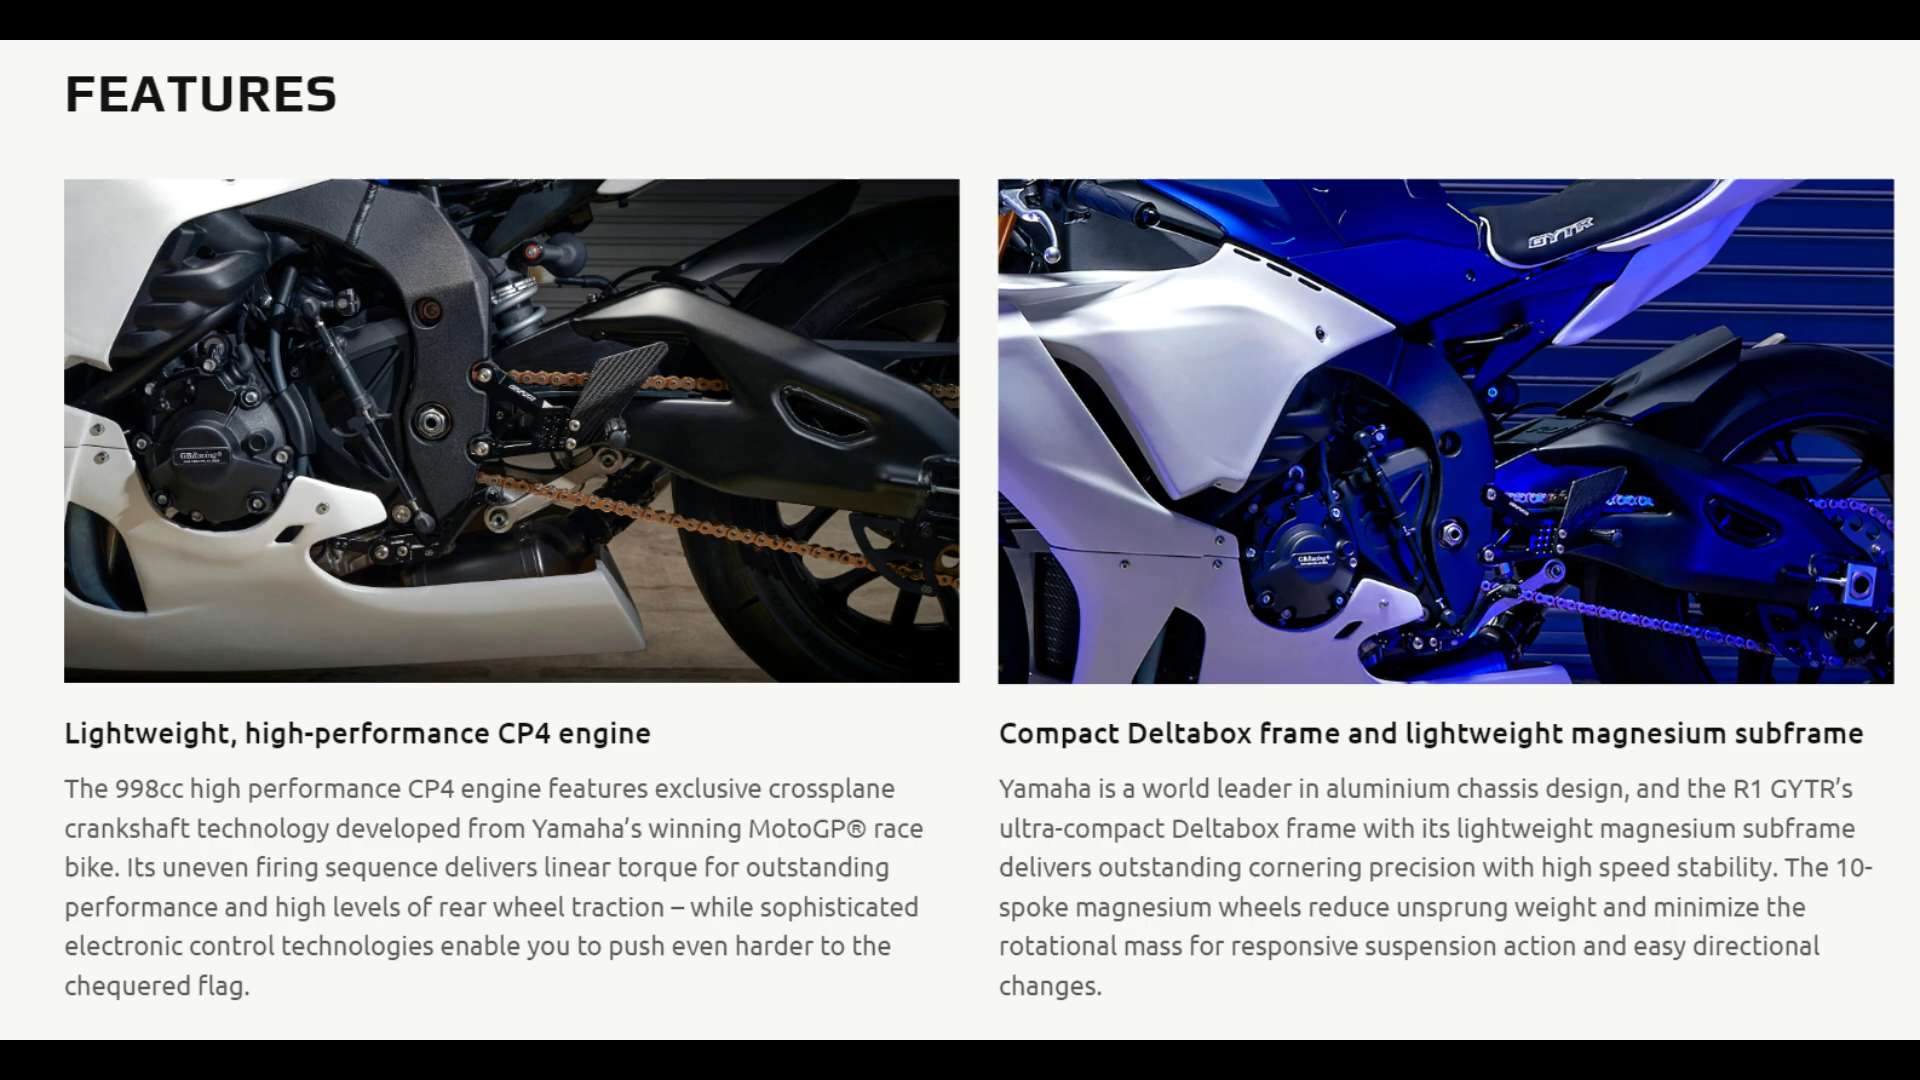 FEATURES
GBRacing®
GYTR
GBRacing®
Lightweight, high-performance CP4 engine
The 998cc high performance CP4 engine features exclusive crossplane
crankshaft technology developed from Yamaha’s winning MotoGP® race
bike. Its uneven firing sequence delivers linear torque for outstanding
performance and high levels of rear wheel traction – while sophisticated
electronic control technologies enable you to push even harder to the
chequered flag.
Compact Deltabox frame and lightweight magnesium subframe
Yamaha is a world leader in aluminium chassis design, and the R1 GYTR’s
ultra-compact Deltabox frame with its lightweight magnesium subframe
delivers outstanding cornering precision with high speed stability. The 10-
spoke magnesium wheels reduce unsprung weight and minimize the
rotational mass for responsive suspension action and easy directional
changes.